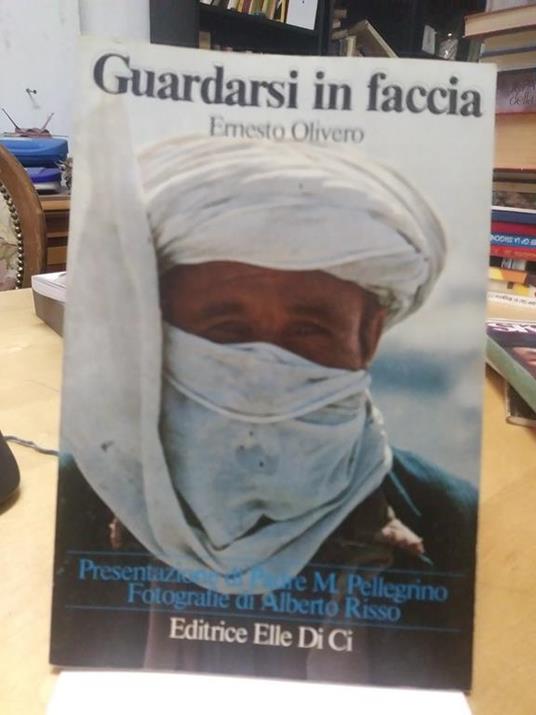 Guardarsi in faccia
Ernesto Olivero
Presentazione di Padre M. Pellegrino
Fotografie di Alberto Risso
Editrice Elle Di Ci